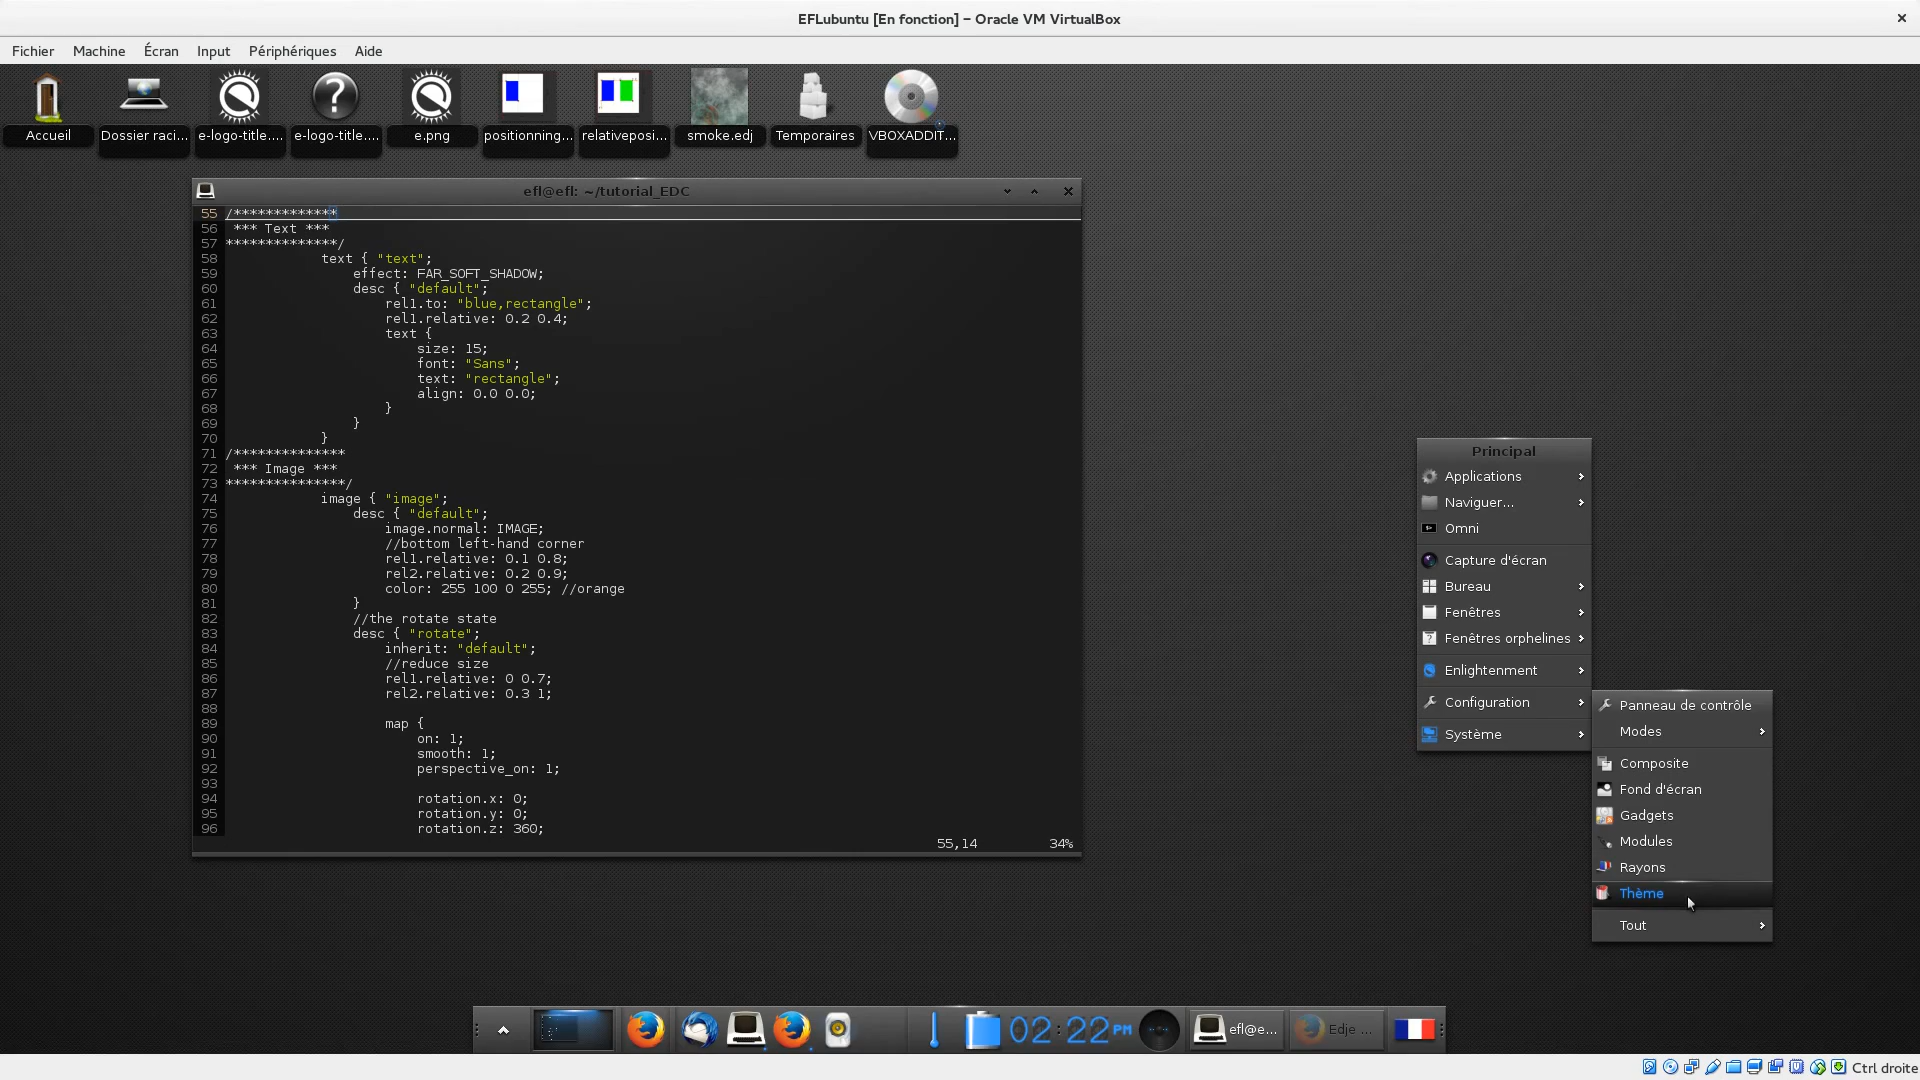 EFLubuntu [En fonction] – Oracle VM VirtualBox
Fichier Machine Écran Input Périphériques Aide
Accueil Dossier raci... e-logo-title.... e-logo-title.... e.png positionning... relativeposi... smoke.edj Temporaires VBOXADDIT...
efl@efl: ~/tutorial_EDC
55 /*************
56 *** Text ***
57 **************/
58 text { "text";
59 effect: FAR_SOFT_SHADOW;
60 desc { "default";
61 rel1.to: "blue,rectangle";
62 rel1.relative: 0.2 0.4;
63 text {
64 size: 15;
65 font: "Sans";
66 text: "rectangle";
67 align: 0.0 0.0;
68 }
69 }
70 }
71 /**************
72 *** Image ***
73 ***************/
74 image { "image";
75 desc { "default";
76 image.normal: IMAGE;
77 //bottom left-hand corner
78 rel1.relative: 0.1 0.8;
79 rel2.relative: 0.2 0.9;
80 color: 255 100 0 255; //orange
81 }
82 //the rotate state
83 desc { "rotate";
84 inherit: "default";
85 //reduce size
86 rel1.relative: 0 0.7;
87 rel2.relative: 0.3 1;
88
89 map {
90 on: 1;
91 smooth: 1;
92 perspective_on: 1;
93
94 rotation.x: 0;
95 rotation.y: 0;
96 rotation.z: 360;
55,14 34%
Principal
Applications
Naviguer...
Omni
Capture d'écran
Bureau
Fenêtres
Fenêtres orphelines
Enlightenment
Configuration
Système
Panneau de contrôle
Modes
Composite
Fond d'écran
Gadgets
Modules
Rayons
Thème
Tout
02:22 PM efl@e... Edje ...
Ctrl droite